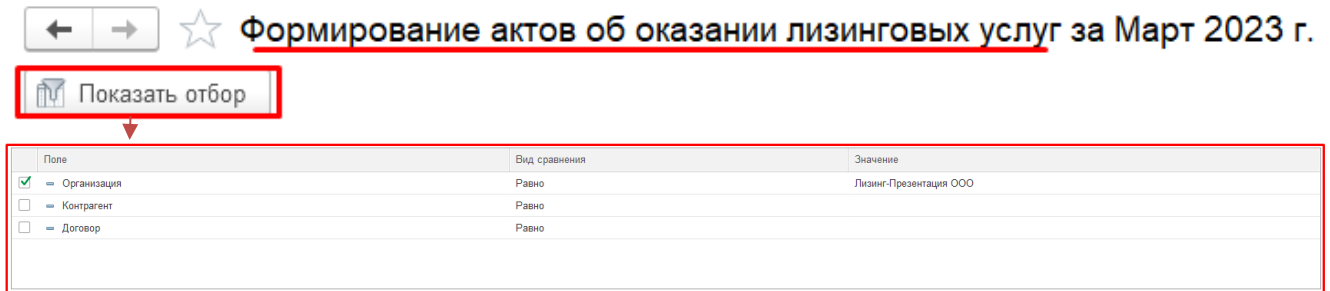 Формирование актов об оказании лизинговых услуг за Март 2023 г.
Показать отбор
Поле Вид сравнения Значение
Организация Равно Лизинг-Презентация ООО
Контрагент Равно
Договор Равно